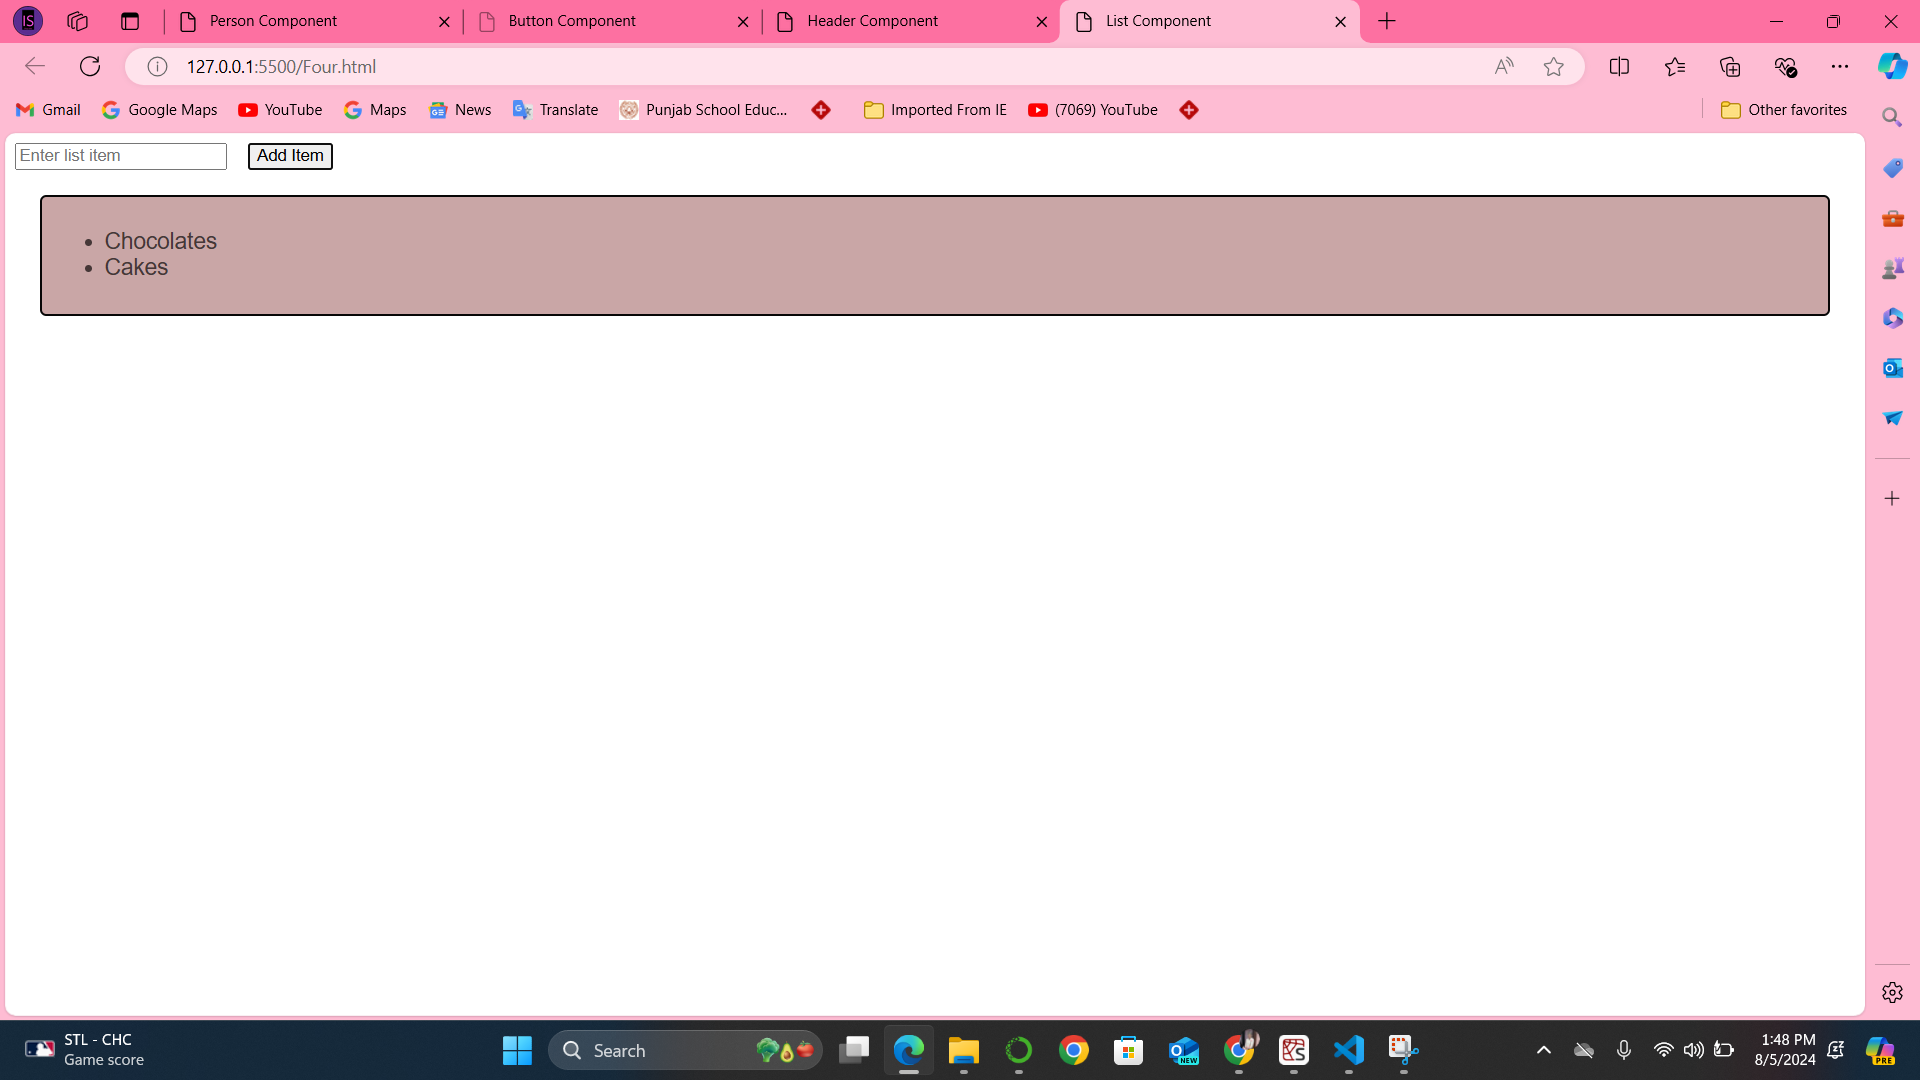 Person Component
Button Component
Header Component
List Component
127.0.0.1:5500/Four.html
Gmail
Google Maps
YouTube
Maps
News
Translate
Punjab School Educ...
Imported From IE
(7069) YouTube
Other favorites
Enter list item
Add Item
Chocolates
Cakes
STL - CHC
Game score
Search
NEW
1:48 PM
8/5/2024
PRE